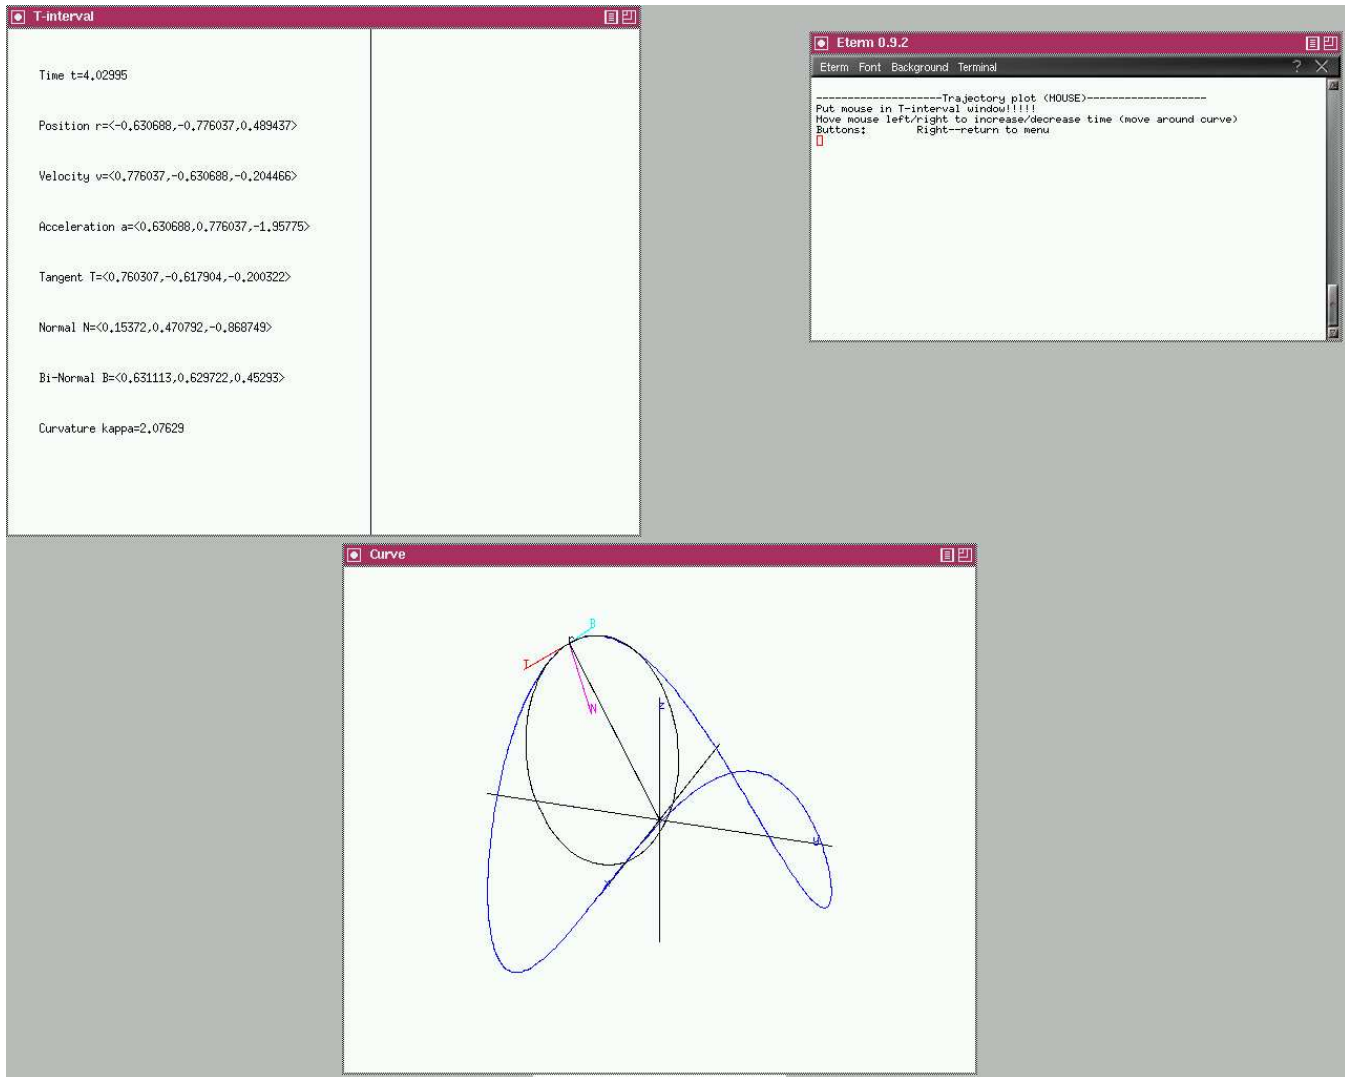 T-interval
Time t=4.02995
Position r=<-0.630688,-0.776037,0.489437>
Velocity v=<0.776037,-0.630688,-0.204466>
Acceleration a=<0.630688,0.776037,-1.95775>
Tangent T=<0.760307,-0.617904,-0.200322>
Normal N=<0.15372,0.470792,-0.868749>
Bi-Normal B=<0.631113,0.629722,0.45293>
Curvature kappa=2.07629
Eterm 0.9.2
Eterm Font Background Terminal ?
--------------------Trajectory plot (MOUSE)-------------------
Put mouse in T-interval window!!!!!
Move mouse left/right to increase/decrease time (move around curve)
Buttons: Right--return to menu
Curve
B
r
T
N
z
y
x